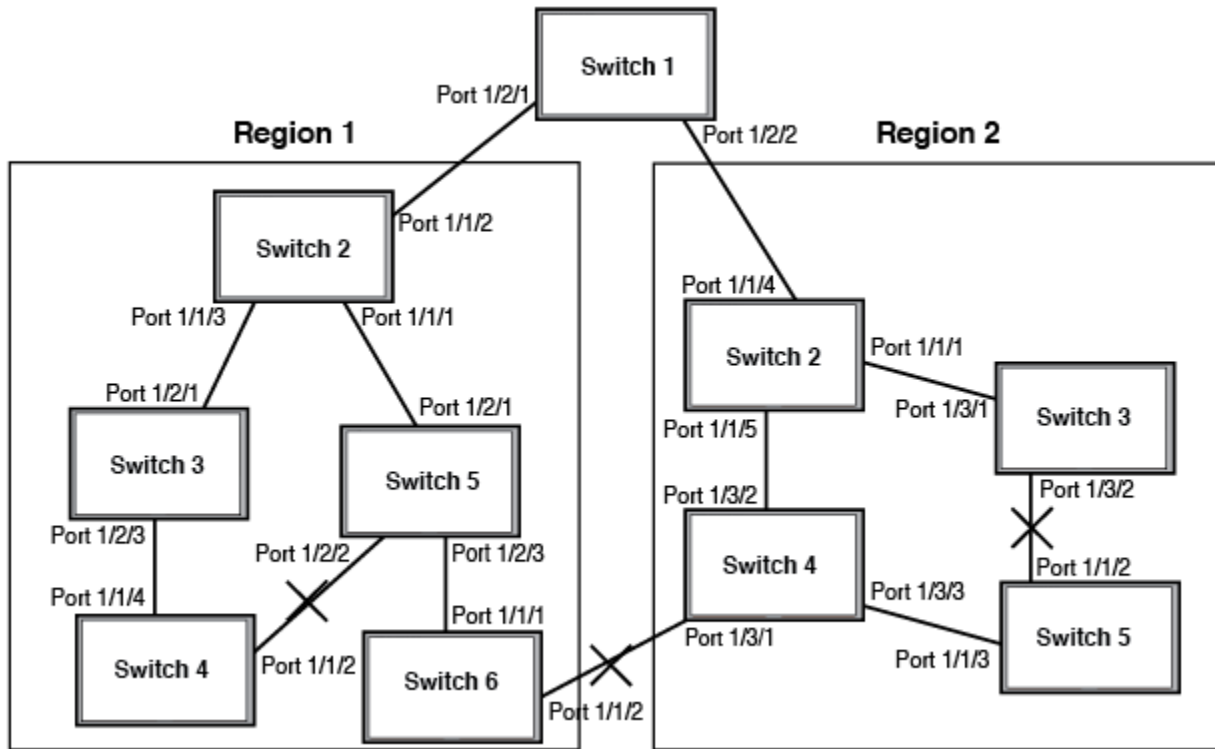 Switch 1
Port 1/2/1
Port 1/2/2
Region 1
Region 2
Switch 2
Port 1/1/2
Port 1/1/3
Port 1/1/1
Port 1/2/1
Switch 3
Port 1/2/3
Port 1/2/1
Switch 5
Port 1/2/2
Port 1/2/3
Port 1/1/4
Switch 4
Port 1/1/2
Port 1/1/1
Switch 6
Port 1/1/2
Port 1/1/4
Switch 2
Port 1/1/1
Port 1/1/5
Port 1/3/1
Switch 3
Port 1/3/2
Port 1/3/2
Switch 4
Port 1/3/1
Port 1/3/3
Port 1/1/2
Switch 5
Port 1/1/3